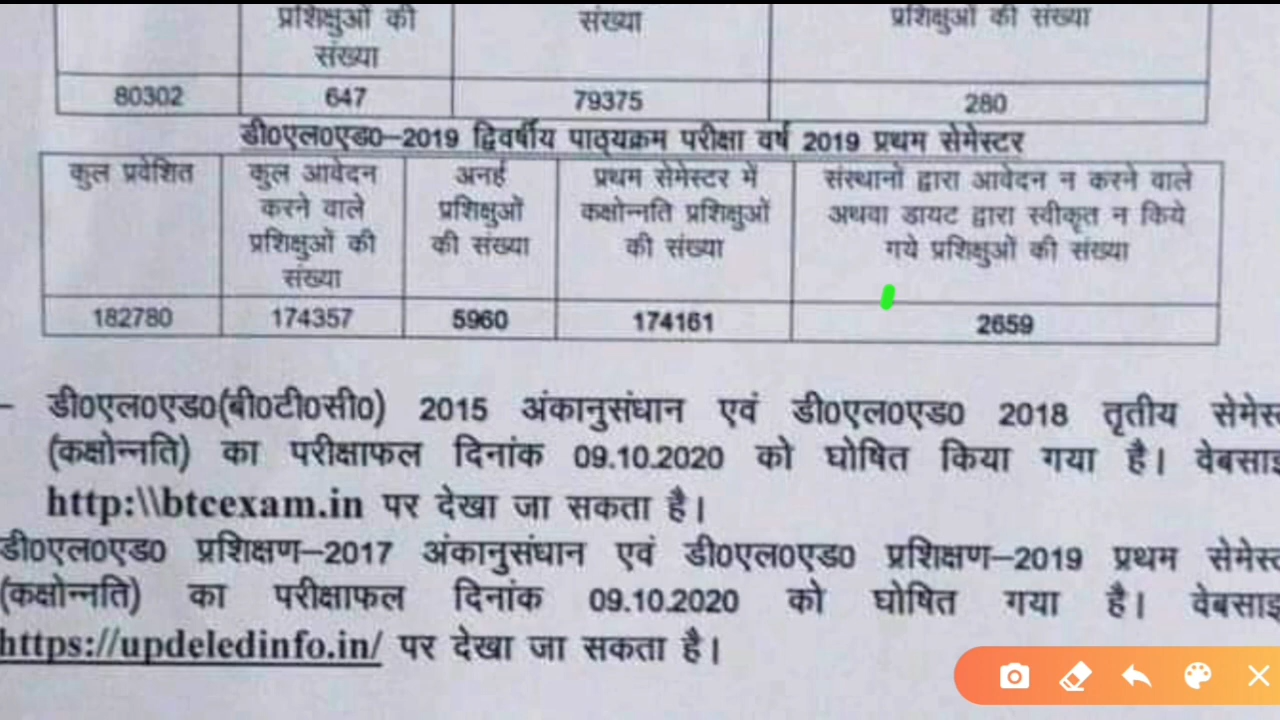 प्रशिक्षुओं की
संख्या
संख्या
प्रशिक्षुओं की संख्या
80302 647 79375 280
डी0एल0एड0–2019 द्विवर्षीय पाठ्यक्रम परीक्षा वर्ष 2019 प्रथम सेमेस्टर
कुल प्रवेशित
कुल आवेदन
करने वाले
प्रशिक्षुओं की
संख्या
अनर्ह
प्रशिक्षुओं
की संख्या
प्रथम सेमेस्टर में
कक्षोन्नति प्रशिक्षुओं
की संख्या
संस्थानों द्वारा आवेदन न करने वाले
अथवा डायट द्वारा स्वीकृत न किये
गये प्रशिक्षुओं की संख्या
182780 174357 5960 174161 2659
– डी0एल0एड0(बी0टी0सी0) 2015 अंकानुसंधान एवं डी0एल0एड0 2018 तृतीय सेमेस
(कक्षोन्नति) का परीक्षाफल दिनांक 09.10.2020 को घोषित किया गया है। वेबसाइ
http:\\btcexam.in पर देखा जा सकता है।
डी0एल0एड0 प्रशिक्षण–2017 अंकानुसंधान एवं डी0एल0एड0 प्रशिक्षण–2019 प्रथम सेमेस्ट
(कक्षोन्नति) का परीक्षाफल दिनांक 09.10.2020 को घोषित गया है। वेबसाइ
https://updeledinfo.in/ पर देखा जा सकता है।